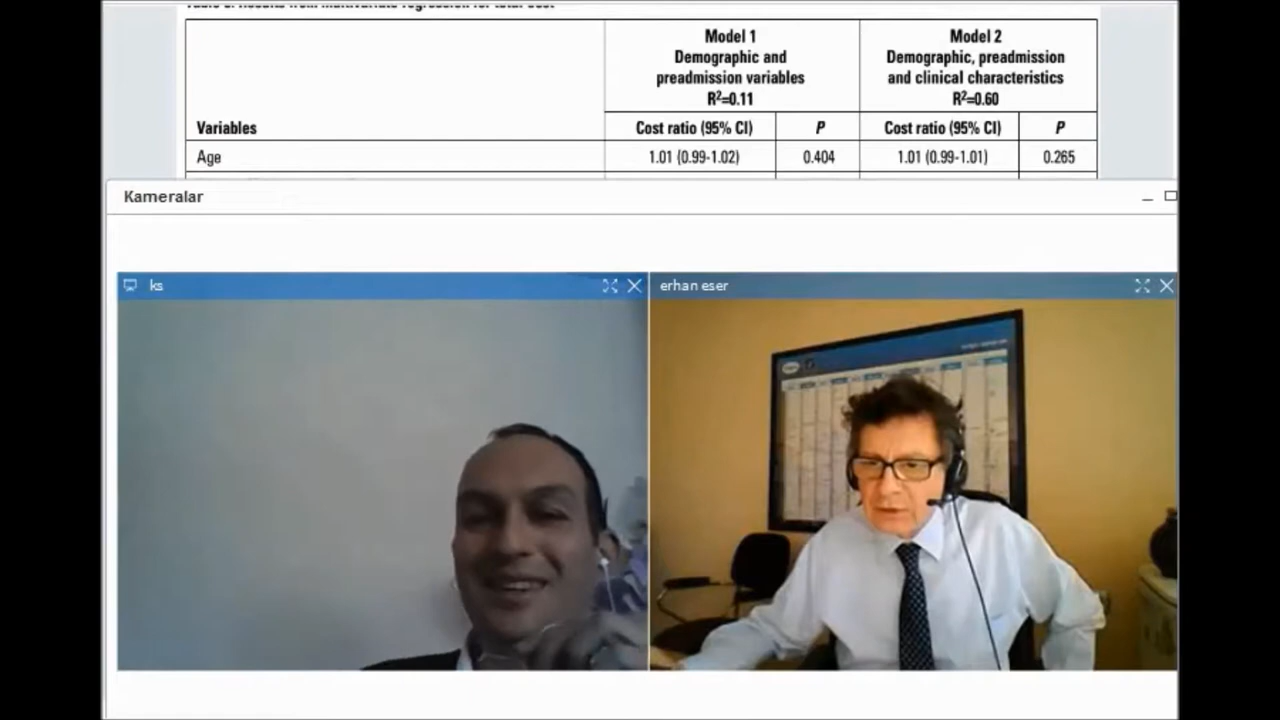 Model 1
Demographic and
preadmission variables
R²=0.11
Model 2
Demographic, preadmission
and clinical characteristics
R²=0.60
Variables
Cost ratio (95% CI)
P
Cost ratio (95% CI)
P
Age
1.01 (0.99-1.02)
0.404
1.01 (0.99-1.01)
0.265
Kameralar
ks
erhan eser